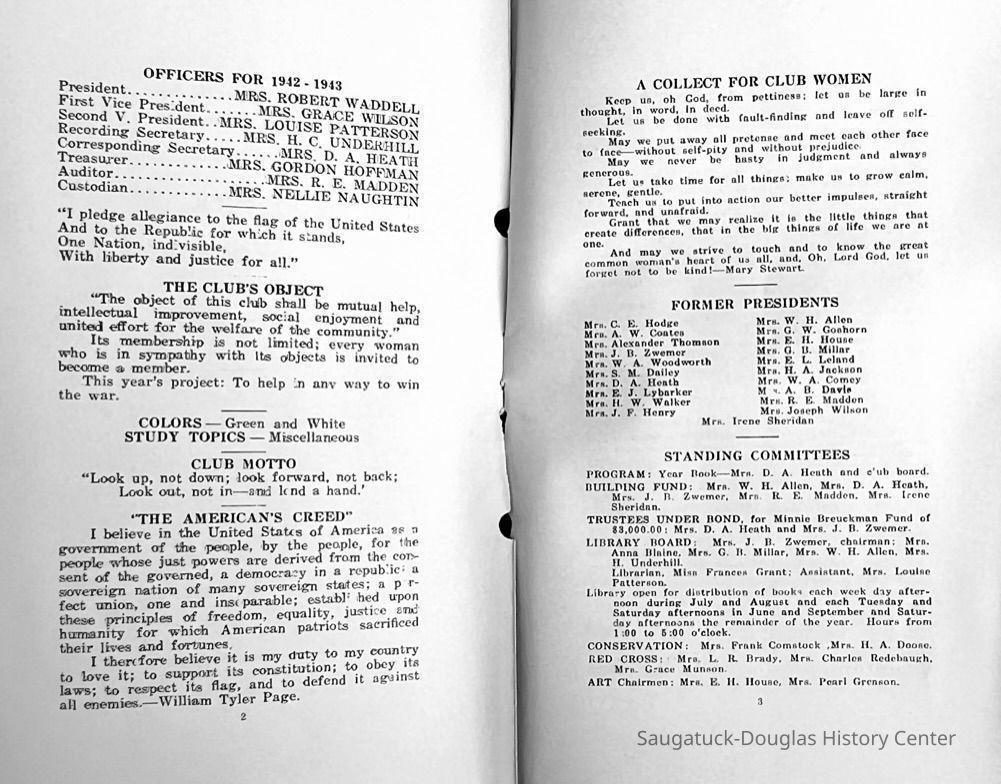 OFFICERS FOR 1942 - 1943
President..............MRS. ROBERT WADDELL
First Vice President.......MRS. GRACE WILSON
Second V. President..MRS. LOUISE PATTERSON
Recording Secretary.....MRS. H. C. UNDERHILL
Corresponding Secretary......MRS. D. A. HEATH
Treasurer..............MRS. GORDON HOFFMAN
Auditor....................MRS. R. E. MADDEN
Custodian.............MRS. NELLIE NAUGHTIN
"I pledge allegiance to the flag of the United States
And to the Republic for which it stands,
One Nation, indivisible,
With liberty and justice for all."
THE CLUB'S OBJECT
"The object of this club shall be mutual help,
intellectual improvement, social enjoyment and
united effort for the welfare of the community."
Its membership is not limited; every woman
who is in sympathy with its objects is invited to
become a member.
This year's project: To help in any way to win
the war.
COLORS — Green and White
STUDY TOPICS — Miscellaneous
CLUB MOTTO
"Look up, not down; look forward, not back;
Look out, not in—and lend a hand.'
'THE AMERICAN'S CREED"
I believe in the United States of America as a
government of the people, by the people, for the
people whose just powers are derived from the con-
sent of the governed, a democracy in a republic; a
sovereign nation of many sovereign states; a per-
fect union, one and inseparable; established upon
these principles of freedom, equality, justice and
humanity for which American patriots sacrificed
their lives and fortunes.
I therefore believe it is my duty to my country
to love it; to support its constitution; to obey its
laws; to respect its flag, and to defend it against
all enemies.—William Tyler Page.
2
A COLLECT FOR CLUB WOMEN
Keep us, oh God, from pettiness; let us be large in
thought, in word, in deed.
Let us be done with fault-finding and leave off self-
seeking.
May we put away all pretense and meet each other face
to face—without self-pity and without prejudice.
May we never be hasty in judgment and always
generous.
Let us take time for all things; make us to grow calm,
serene, gentle.
Teach us to put into action our better impulses, straight
forward, and unafraid.
Grant that we may realize it is the little things that
create differences, that in the big things of life we are at
one.
And may we strive to touch and to know the great
common woman's heart of us all, and, Oh, Lord God, let us
forget not to be kind!—Mary Stewart.
FORMER PRESIDENTS
Mrs. C. E. Hodge
Mrs. A. W. Coates
Mrs. Alexander Thomson
Mrs. J. B. Zwemer
Mrs. W. A. Woodworth
Mrs. S. M. Dailey
Mrs. D. A. Heath
Mrs. E. J. Lybarker
Mrs. H. W. Walker
Mrs. J. F. Henry
Mrs. W. H. Allen
Mrs. G. W. Goshorn
Mrs. E. H. House
Mrs. G. B. Millar
Mrs. E. L. Leland
Mrs. H. A. Jackson
Mrs. W. A. Comey
Mrs. A. B. Davis
Mrs. R. E. Madden
Mrs. Joseph Wilson
Mrs. Irene Sheridan
STANDING COMMITTEES
PROGRAM: Year Book—Mrs. D. A. Heath and club board.
BUILDING FUND: Mrs. W. H. Allen, Mrs. D. A. Heath,
Mrs. J. B. Zwemer, Mrs. R. E. Madden, Mrs. Irene
Sheridan.
TRUSTEES UNDER BOND, for Minnie Breuckman Fund of
$3,000.00: Mrs. D. A. Heath and Mrs. J. B. Zwemer.
LIBRARY BOARD: Mrs. J. B. Zwemer, chairman; Mrs.
Anna Blaine, Mrs. G. B. Millar, Mrs. W. H. Allen, Mrs.
H. Underhill.
Librarian, Miss Frances Grant; Assistant, Mrs. Louise
Patterson.
Library open for distribution of books each week day after-
noon during July and August and each Tuesday and
Saturday afternoons in June and September and Satur-
day afternoons the remainder of the year. Hours from
1:00 to 5:00 o'clock.
CONSERVATION: Mrs. Frank Comstock ,Mrs. H. A. Doose.
RED CROSS: Mrs. L. R. Brady, Mrs. Charles Redebaugh,
Mrs. Grace Munson.
ART Chairmen: Mrs. E. H. House, Mrs. Pearl Grenson.
3
Saugatuck-Douglas History Center